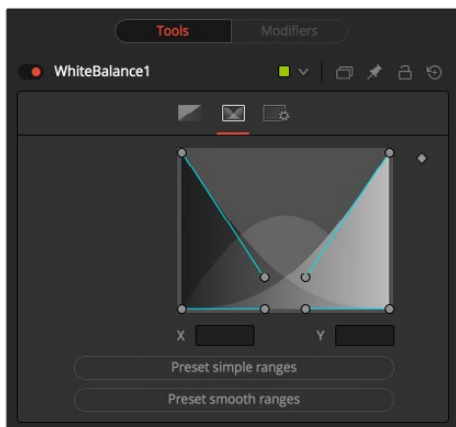 Tools Modifiers
WhiteBalance1
X Y
Preset simple ranges
Preset smooth ranges